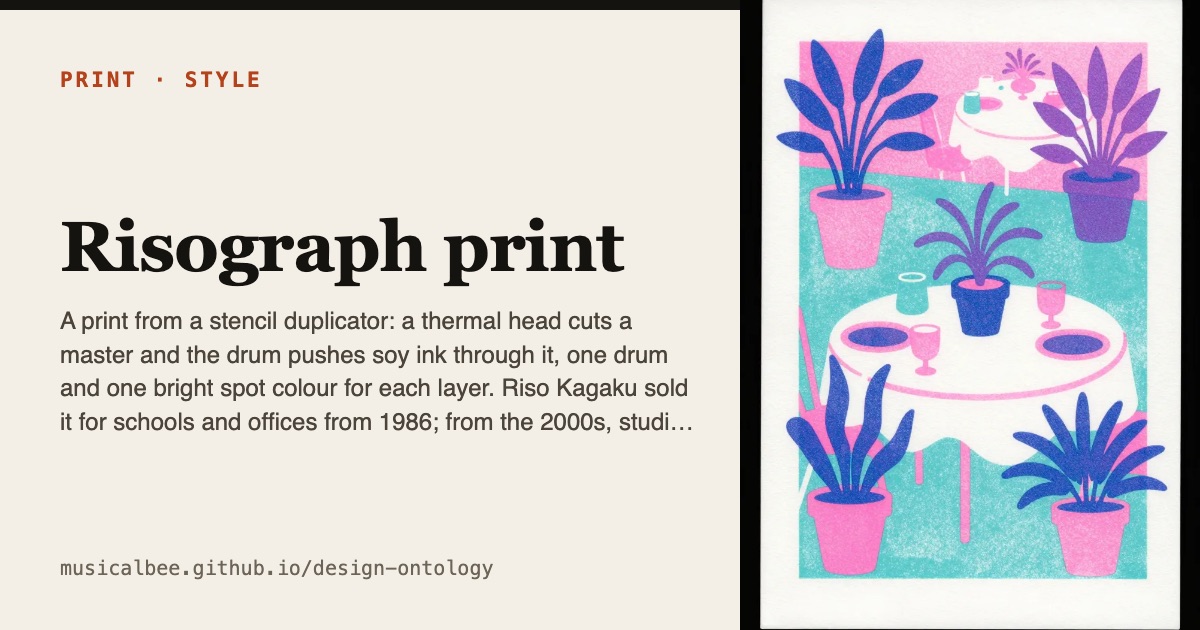 PRINT · STYLE
Risograph print
A print from a stencil duplicator: a thermal head cuts a
master and the drum pushes soy ink through it, one drum
and one bright spot colour for each layer. Riso Kagaku sold
it for schools and offices from 1986; from the 2000s, studi…
musicalbee.github.io/design-ontology